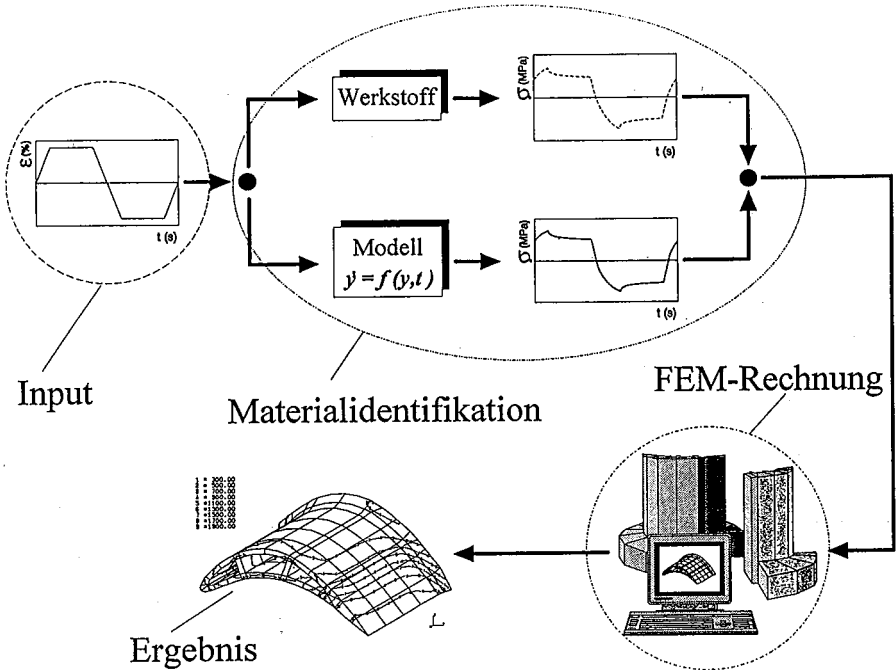 Werkstoff
σ (MPa)
t (s)
ε (%)
t (s)
Modell
ẏ = f(y,t)
σ (MPa)
t (s)
Input
Materialidentifikation
FEM-Rechnung
Ergebnis